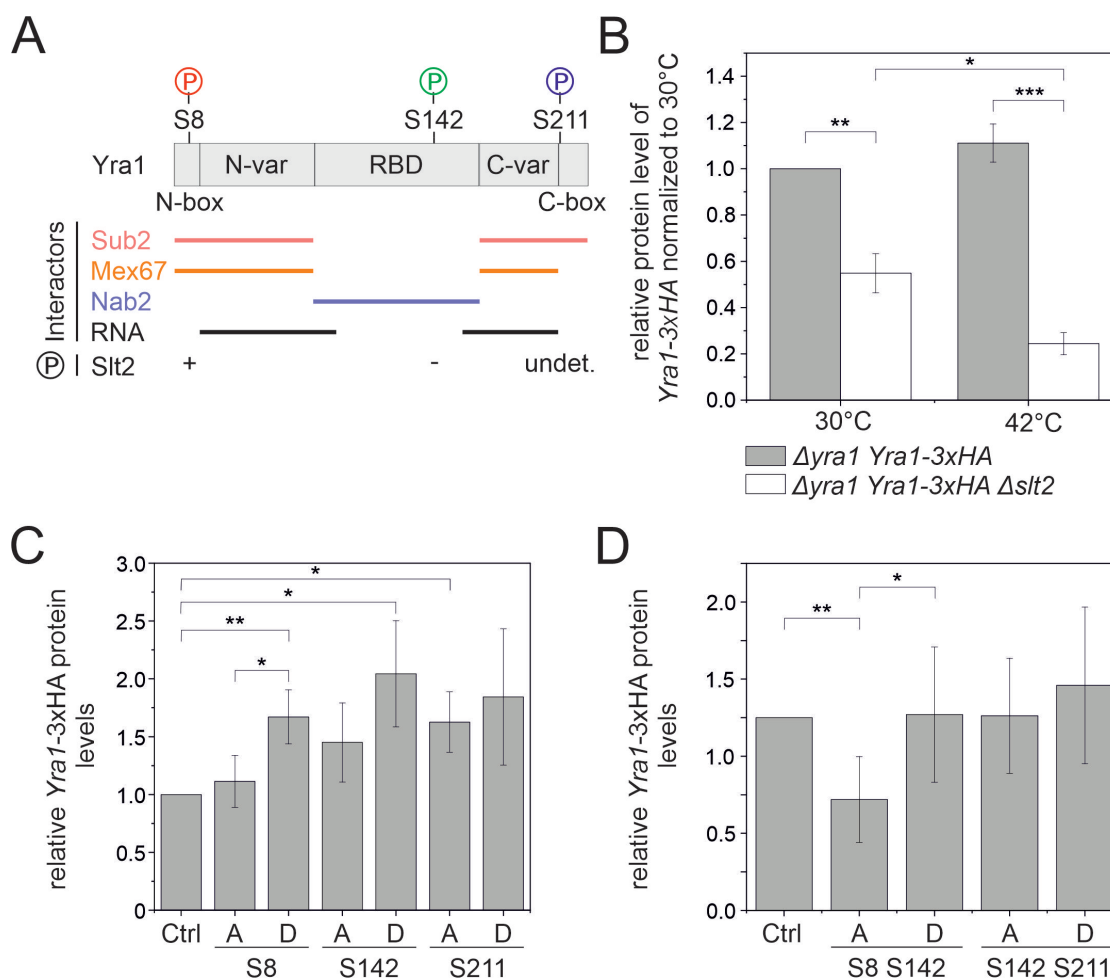 A
P P P
S8 S142 S211
Yra1 N-var RBD C-var
N-box C-box
Interactors
Sub2
Mex67
Nab2
RNA
P Slt2 + - undet.
B
relative protein level of
Yra1-3xHA normalized to 30°C
1.4
1.2
1.0
0.8
0.6
0.4
0.2
0.0
** * ***
30°C 42°C
Δyra1 Yra1-3xHA
Δyra1 Yra1-3xHA Δslt2
C
relative Yra1-3xHA protein
levels
3.0
2.5
2.0
1.5
1.0
0.5
0
*
*
**
*
Ctrl A D A D A D
S8 S142 S211
D
relative Yra1-3xHA protein
levels
2.0
1.5
1.0
0.5
0.0
** *
Ctrl A D A D
S8 S142 S142 S211